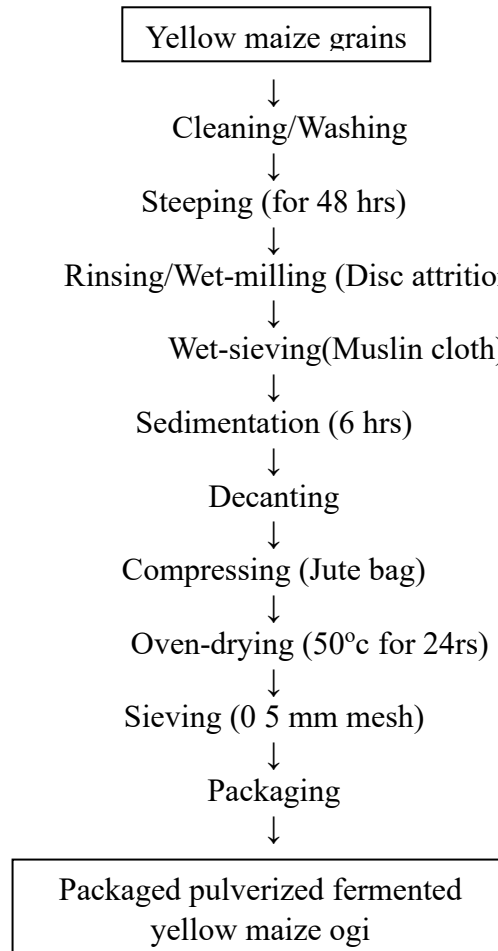 Yellow maize grains
↓
Cleaning/Washing
↓
Steeping (for 48 hrs)
↓
Rinsing/Wet-milling (Disc attrition
↓
Wet-sieving(Muslin cloth)
↓
Sedimentation (6 hrs)
↓
Decanting
↓
Compressing (Jute bag)
↓
Oven-drying (50ºc for 24rs)
↓
Sieving (0 5 mm mesh)
↓
Packaging
↓
Packaged pulverized fermented
yellow maize ogi